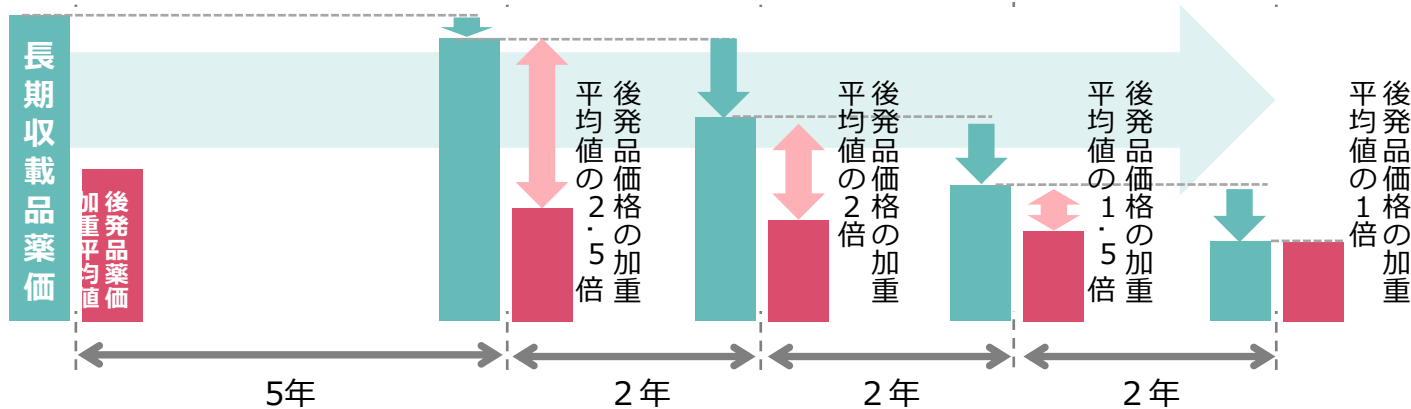 長期収載品薬価
後発品薬価
加重平均値
後発品価格の加重
平均値の２.５倍
後発品価格の加重
平均値の２倍
後発品価格の加重
平均値の１.５倍
後発品価格の加重
平均値の１倍
5年
２年
２年
２年